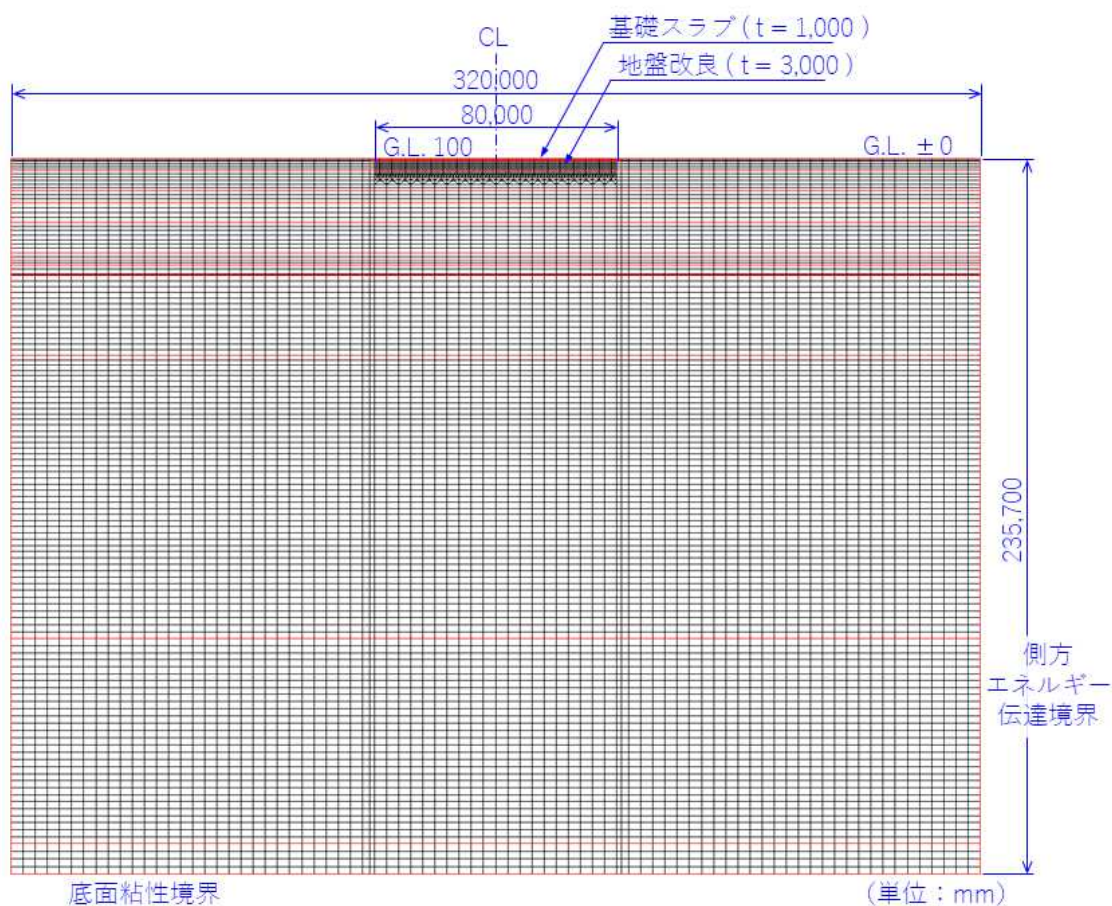 基礎スラブ(t=1,000)
CL
地盤改良(t=3,000)
320,000
80,000
G.L. 100
G.L. ±0
235,700
側方
エネルギー
伝達境界
底面粘性境界
(単位:mm)